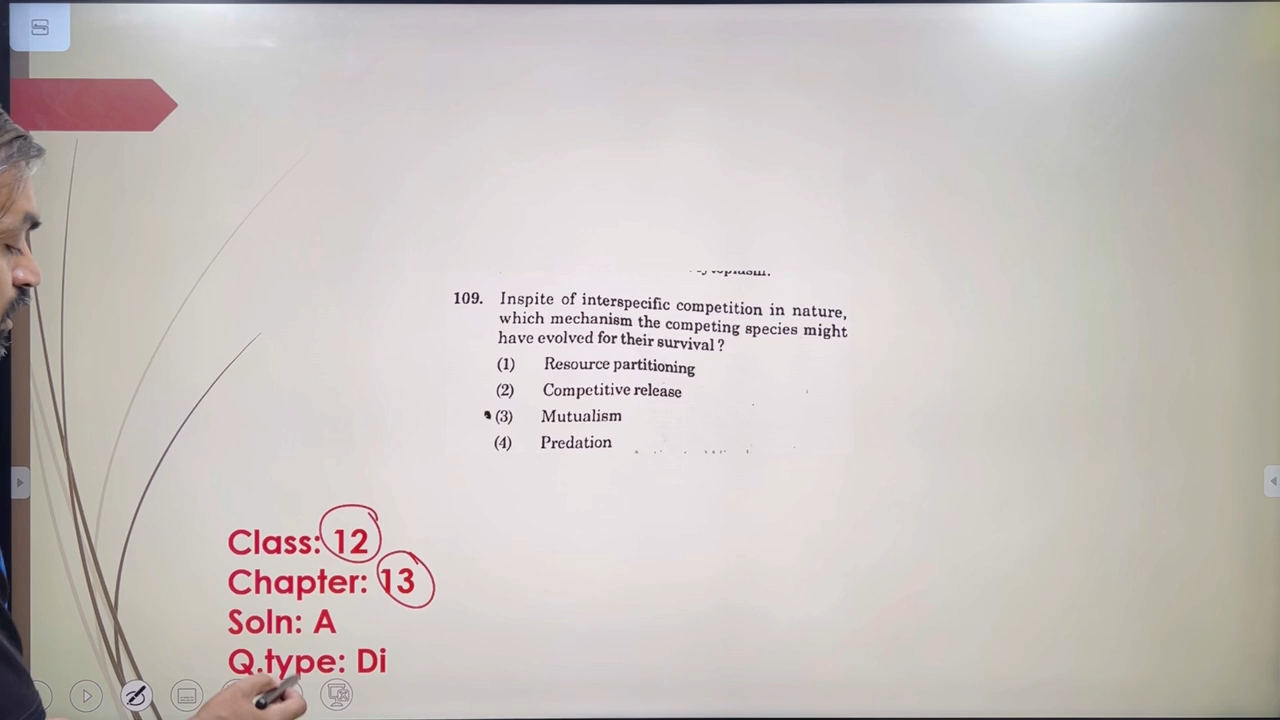 109. Inspite of interspecific competition in nature,
which mechanism the competing species might
have evolved for their survival ?
(1) Resource partitioning
(2) Competitive release
(3) Mutualism
(4) Predation
Class: 12
Chapter: 13
Soln: A
Q.type: Di